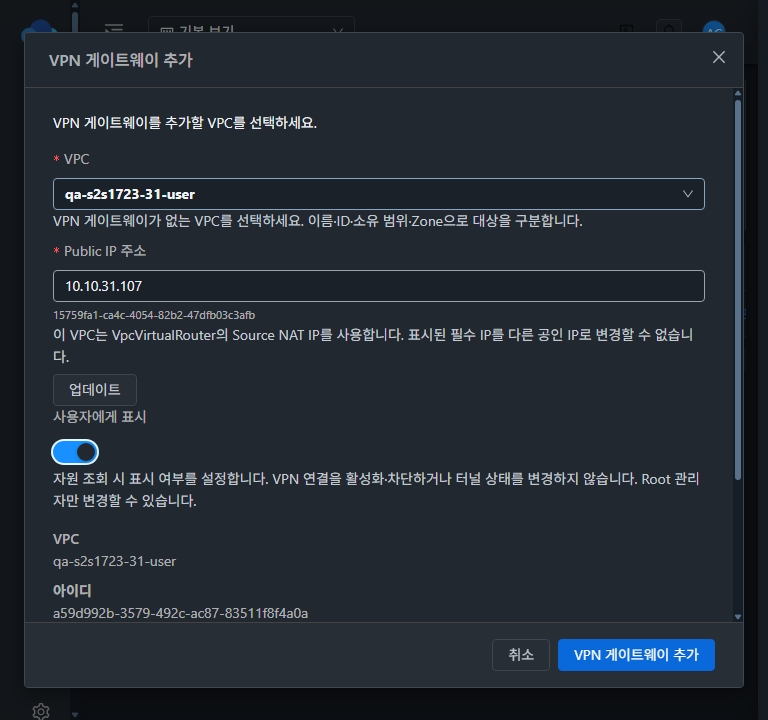 기본 보기
VPN 게이트웨이 추가
VPN 게이트웨이를 추가할 VPC를 선택하세요.
* VPC
qa-s2s1723-31-user
VPN 게이트웨이가 없는 VPC를 선택하세요. 이름·ID·소유 범위·Zone으로 대상을 구분합니다.
* Public IP 주소
10.10.31.107
15759fa1-ca4c-4054-82b2-47dfb03c3afb
이 VPC는 VpcVirtualRouter의 Source NAT IP를 사용합니다. 표시된 필수 IP를 다른 공인 IP로 변경할 수 없습니
다.
업데이트
사용자에게 표시
자원 조회 시 표시 여부를 설정합니다. VPN 연결을 활성화·차단하거나 터널 상태를 변경하지 않습니다. Root 관리
자만 변경할 수 있습니다.
VPC
qa-s2s1723-31-user
아이디
a59d992b-3579-492c-ac87-83511f8f4a0a
취소
VPN 게이트웨이 추가